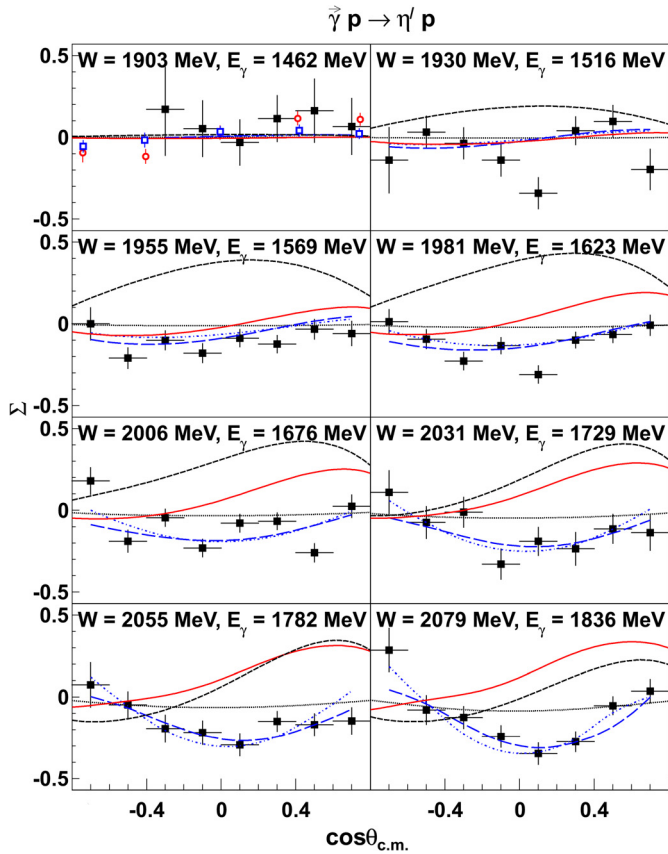 γ⃗ p → η′ p
W = 1903 MeV, Eγ = 1462 MeV
W = 1930 MeV, Eγ = 1516 MeV
0.5
0
-0.5
W = 1955 MeV, Eγ = 1569 MeV
W = 1981 MeV, Eγ = 1623 MeV
0.5
0
-0.5
Σ
W = 2006 MeV, Eγ = 1676 MeV
W = 2031 MeV, Eγ = 1729 MeV
0.5
0
-0.5
W = 2055 MeV, Eγ = 1782 MeV
W = 2079 MeV, Eγ = 1836 MeV
0.5
0
-0.5
-0.4 0 0.4 -0.4 0 0.4
cosθc.m.